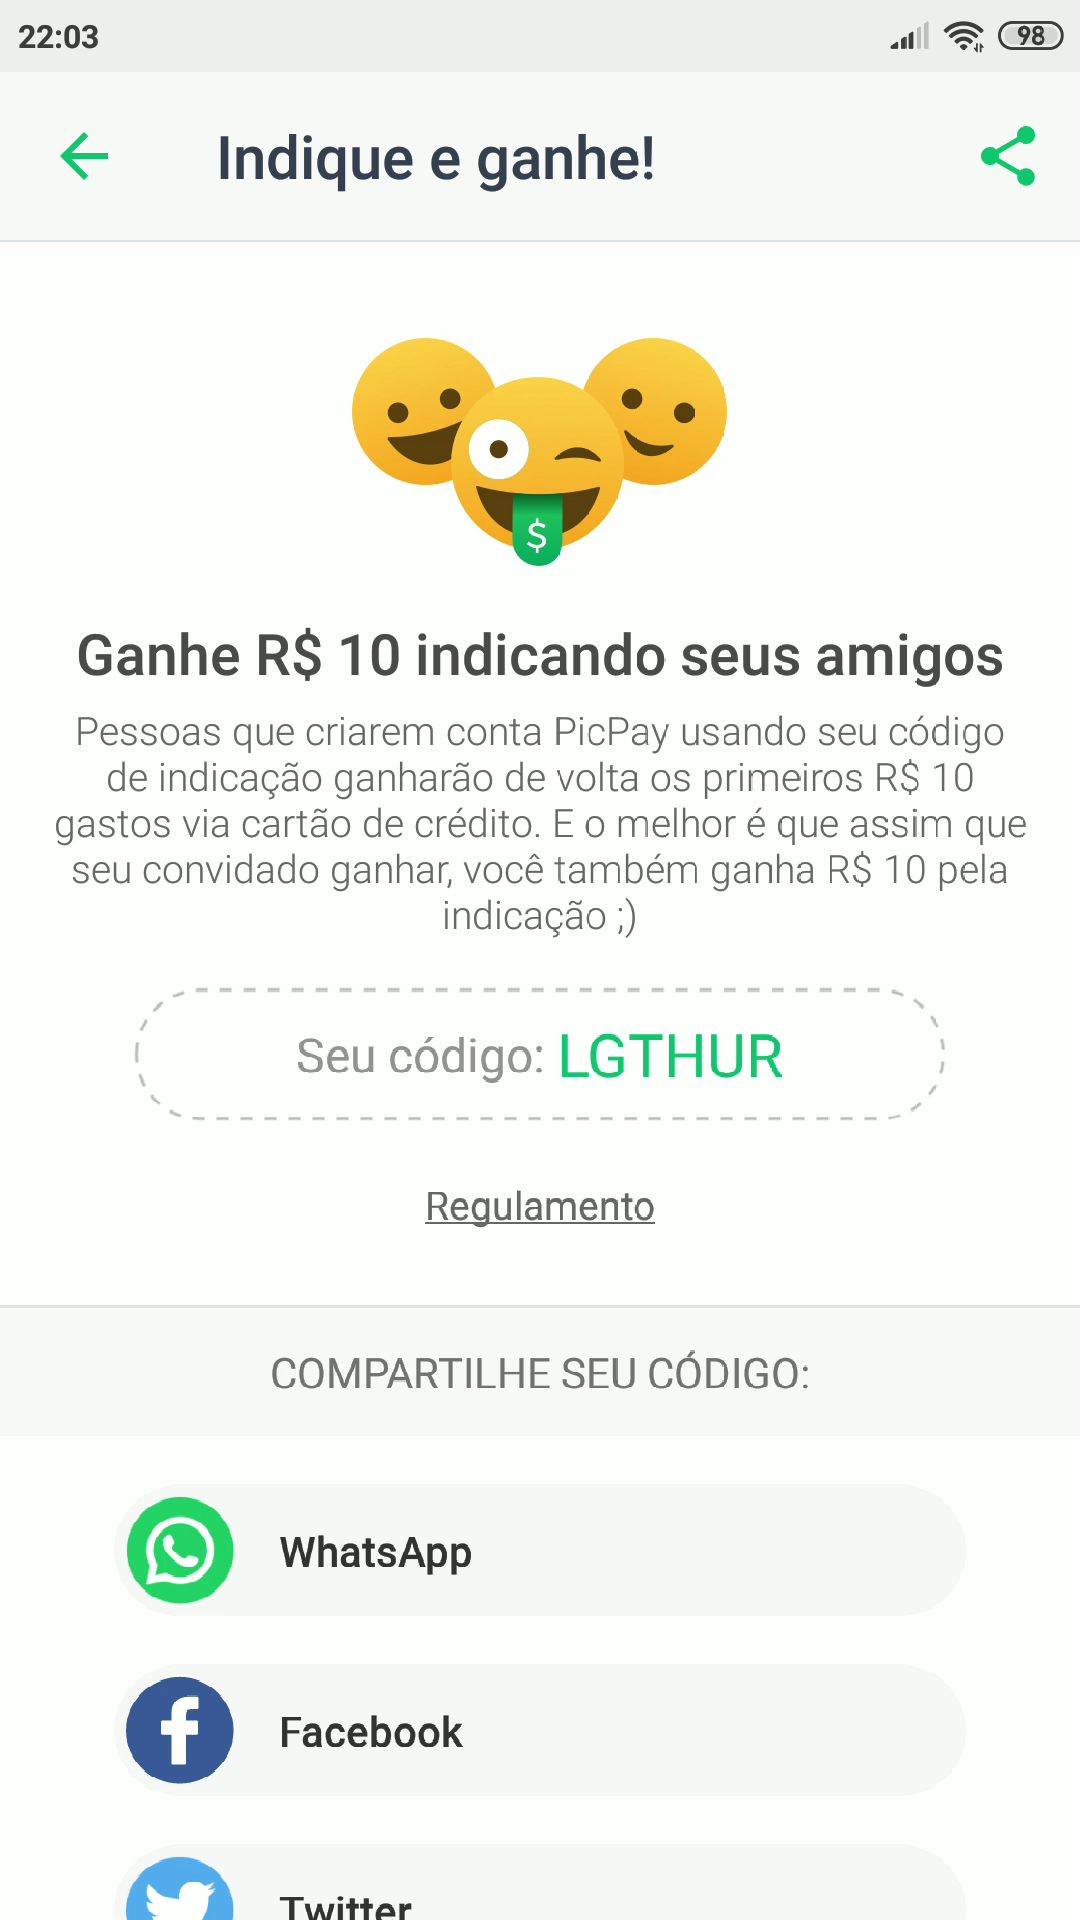 22:03
98
Indique e ganhe!
$
Ganhe R$ 10 indicando seus amigos
Pessoas que criarem conta PicPay usando seu código
de indicação ganharão de volta os primeiros R$ 10
gastos via cartão de crédito. E o melhor é que assim que
seu convidado ganhar, você também ganha R$ 10 pela
indicação ;)
Seu código: LGTHUR
Regulamento
COMPARTILHE SEU CÓDIGO:
WhatsApp
Facebook
Twitter